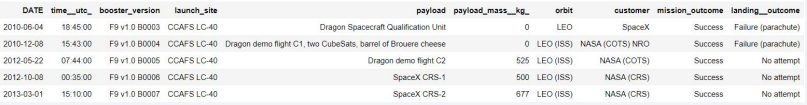 DATE time__utc_ booster_version launch_site payload payload_mass__kg_ orbit customer mission_outcome landing__outcome
2010-06-04 18:45:00 F9 v1.0 B0003 CCAFS LC-40 Dragon Spacecraft Qualification Unit 0 LEO SpaceX Success Failure (parachute)
2010-12-08 15:43:00 F9 v1.0 B0004 CCAFS LC-40 Dragon demo flight C1, two CubeSats, barrel of Brouere cheese 0 LEO (ISS) NASA (COTS) NRO Success Failure (parachute)
2012-05-22 07:44:00 F9 v1.0 B0005 CCAFS LC-40 Dragon demo flight C2 525 LEO (ISS) NASA (COTS) Success No attempt
2012-10-08 00:35:00 F9 v1.0 B0006 CCAFS LC-40 SpaceX CRS-1 500 LEO (ISS) NASA (CRS) Success No attempt
2013-03-01 15:10:00 F9 v1.0 B0007 CCAFS LC-40 SpaceX CRS-2 677 LEO (ISS) NASA (CRS) Success No attempt